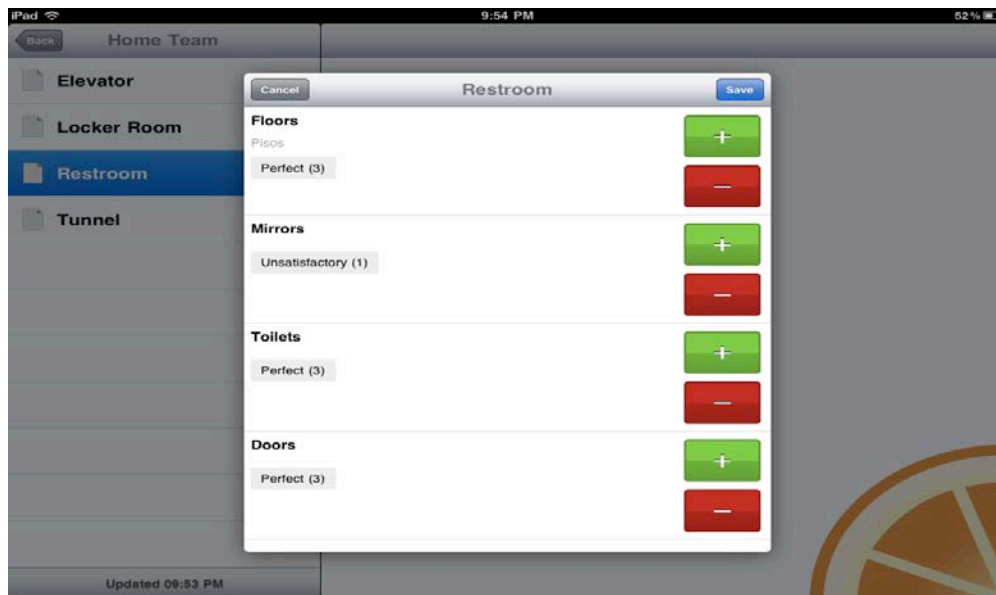 iPad 9:54 PM 52%
Back Home Team
Elevator
Locker Room
Restroom
Tunnel
Updated 09:53 PM
Cancel Restroom Save
Floors
Pisos
Perfect (3)
+
−
Mirrors
Unsatisfactory (1)
+
−
Toilets
Perfect (3)
+
−
Doors
Perfect (3)
+
−